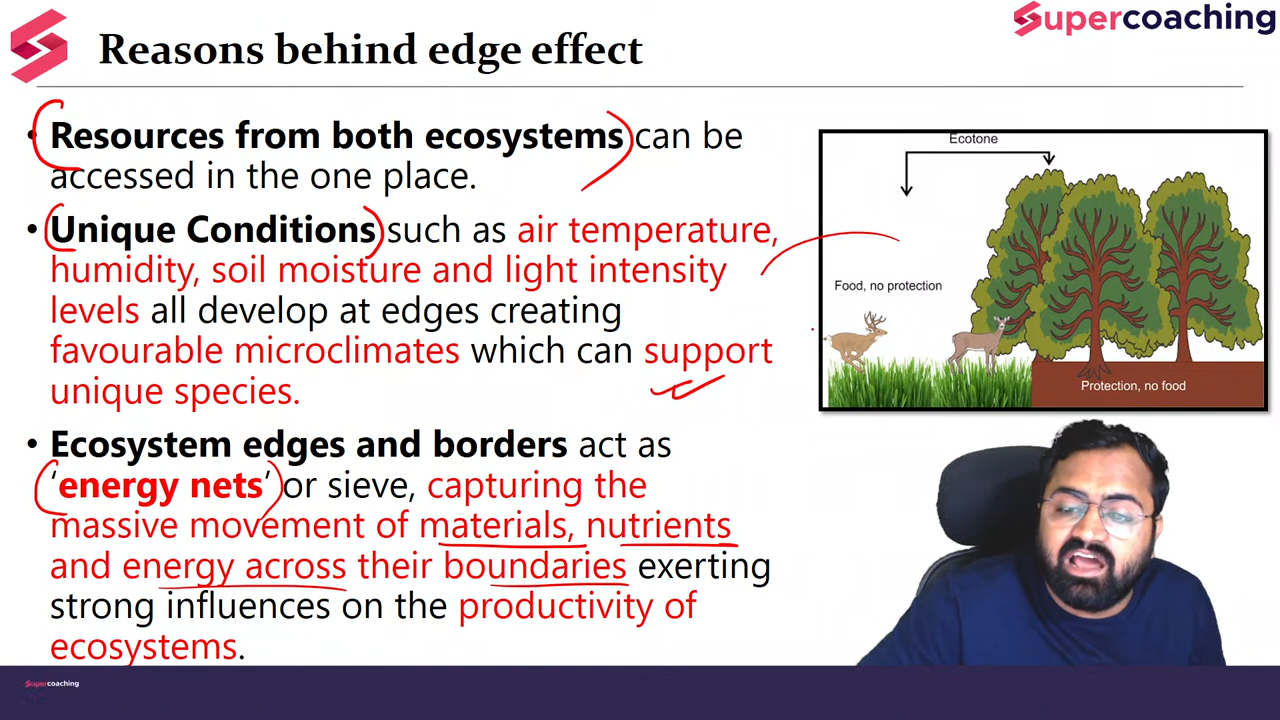 Supercoaching
Reasons behind edge effect
• Resources from both ecosystems can be
accessed in the one place.
• Unique Conditions such as air temperature,
humidity, soil moisture and light intensity
levels all develop at edges creating
favourable microclimates which can support
unique species.
• Ecosystem edges and borders act as
‘energy nets’ or sieve, capturing the
massive movement of materials, nutrients
and energy across their boundaries exerting
strong influences on the productivity of
ecosystems.
Ecotone
Food, no protection
Protection, no food
Supercoaching